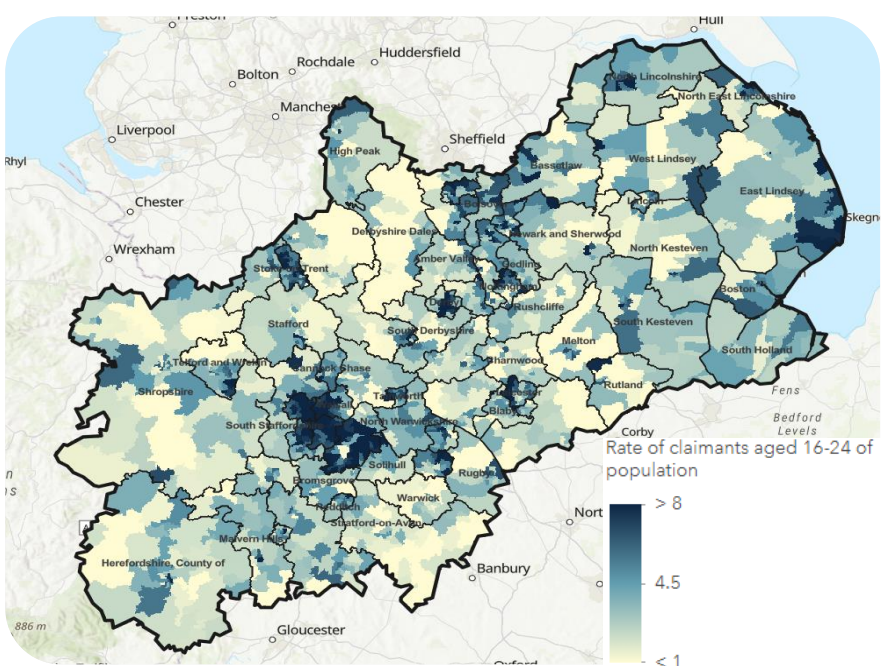 Preston
Hull
Huddersfield
Rochdale
Bolton
North Lincolnshire
North East Lincolnshire
Manches
Liverpool
Sheffield
High Peak
Rhyl
Bassetlaw
West Lindsey
East Lindsey
Chester
Bolsover
Lincoln
Skegne
Derbyshire Dales
Newark and Sherwood
Wrexham
North Kesteven
Amber Valley
Gedling
Stoke-on-Trent
Nottingham
Boston
Derby
Rushcliffe
Stafford
South Derbyshire
South Kesteven
Melton
South Holland
Charnwood
Telford and Wrekin
Cannock Chase
Rutland
Shropshire
Tamworth
Leicester
Fens
Blaby
South Staffor
North Warwickshire
Bedford
Levels
Corby
Rate of claimants aged 16-24 of
population
Solihull
Rugby
Bromsgrove
> 8
Warwick
Redditch
Nort
Stratford-on-Avon
Malvern Hills
Herefordshire, County of
Banbury
4.5
886 m
Gloucester
Oxford
< 1